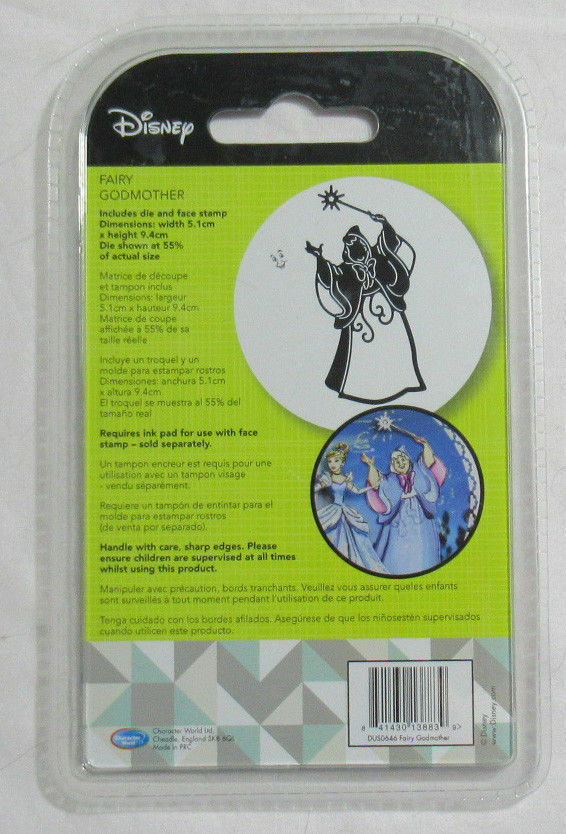 Disney
FAIRY
GODMOTHER
Includes die and face stamp
Dimensions: width 5.1cm
x height 9.4cm
Die shown at 55%
of actual size
Matrice de découpe
et tampon inclus
Dimensions: largeur
5.1cm x hauteur 9.4cm
Matrice de coupe
affichée à 55% de sa
taille réelle
Incluye un troquel y un
molde para estampar rostros
Dimensiones: anchura 5.1cm
x altura 9.4cm
El troquel se muestra al 55% del
tamaño real
Requires ink pad for use with face
stamp – sold separately.
Un tampon encreur est requis pour une
utilisation avec un tampon visage
- vendu séparément.
Requiere un tampón de entintar para el
molde para estampar rostros
(de venta por separado).
Handle with care, sharp edges. Please
ensure children are supervised at all times
whilst using this product.
Manipuler avec précaution, bords tranchants. Veuillez vous assurer queles enfants
sont surveillés à tout moment pendant l'utilisation de ce produit.
Tenga cuidado con los bordes afilados. Asegúrese de que los niñosestén supervisados
cuando utilicen este producto.
Character World
Character World Ltd,
Cheadle, England SK8 8QL
Made in PRC
8 41430 13883 9
DUS0646 Fairy Godmother
© Disney
www.Disney.com